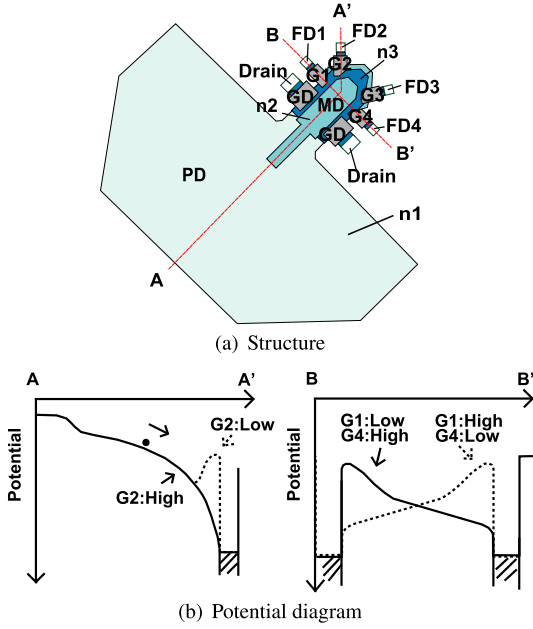 A'
B
FD1
FD2
G2
n3
Drain
G1
GD
MD
G3
FD3
n2
G4
FD4
GD
B'
PD
Drain
n1
A
(a) Structure
A
A'
B
B'
G2:Low
G1:Low
G4:High
G1:High
G4:Low
G2:High
Potential
Potential
(b) Potential diagram